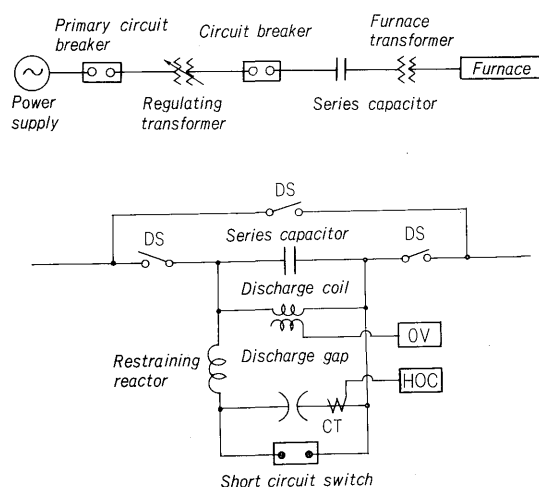 Primary circuit
breaker
Circuit breaker
Furnace
transformer
Furnace
Power
supply
Regulating
transformer
Series capacitor
DS
DS
Series capacitor
DS
Discharge coil
OV
Restraining
reactor
Discharge gap
HOC
CT
Short circuit switch